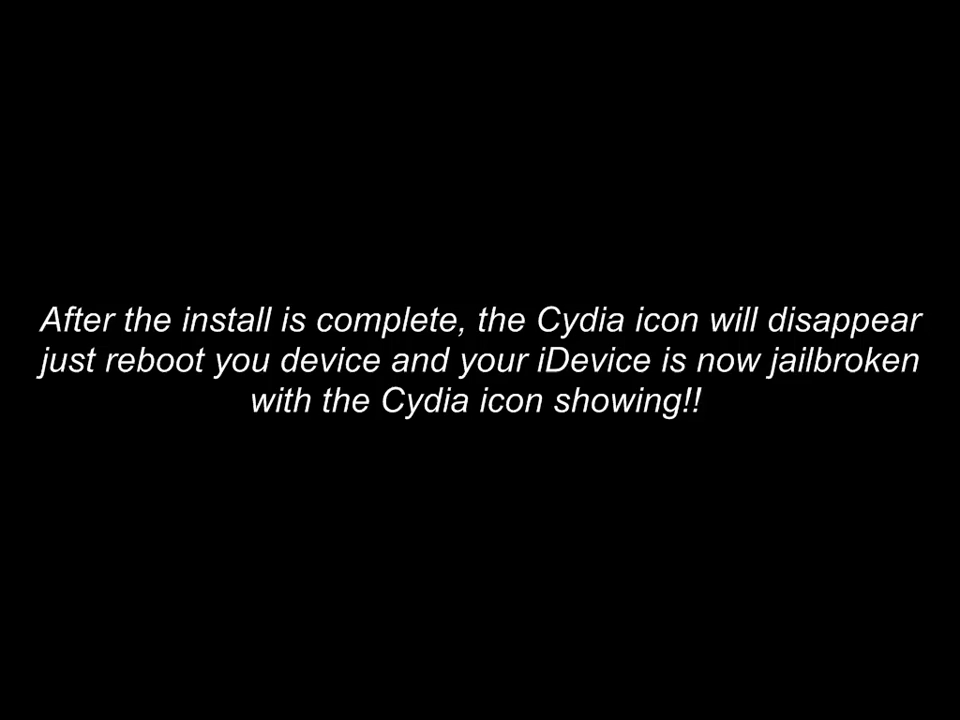 After the install is complete, the Cydia icon will disappear
just reboot you device and your iDevice is now jailbroken
with the Cydia icon showing!!